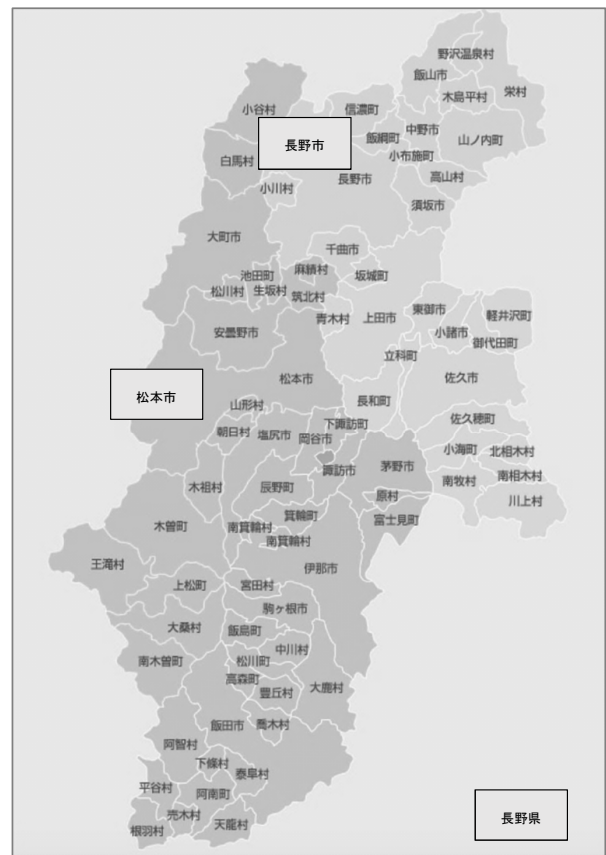 野沢温泉村
飯山市
木島平村
栄村
小谷村
信濃町
長野市
飯綱町
中野市
山ノ内町
小布施町
白馬村
高山村
小川村
長野市
須坂市
大町市
千曲市
池田町
麻績村
坂城町
松川村
生坂村
筑北村
青木村
上田市
東御市
軽井沢町
小諸市
御代田町
安曇野市
立科町
佐久市
松本市
松本市
山形村
長和町
朝日村
塩尻市
岡谷市
下諏訪町
佐久穂町
小海町
北相木村
諏訪市
茅野市
南牧村
南相木村
木祖村
辰野町
原村
川上村
木曽町
南箕輪村
箕輪町
富士見町
南箕輪村
王滝村
伊那市
上松町
宮田村
駒ヶ根市
大桑村
飯島町
中川村
南木曽町
松川町
高森町
豊丘村
大鹿村
飯田市
喬木村
阿智村
下條村
泰阜村
平谷村
阿南町
売木村
天龍村
根羽村
長野県